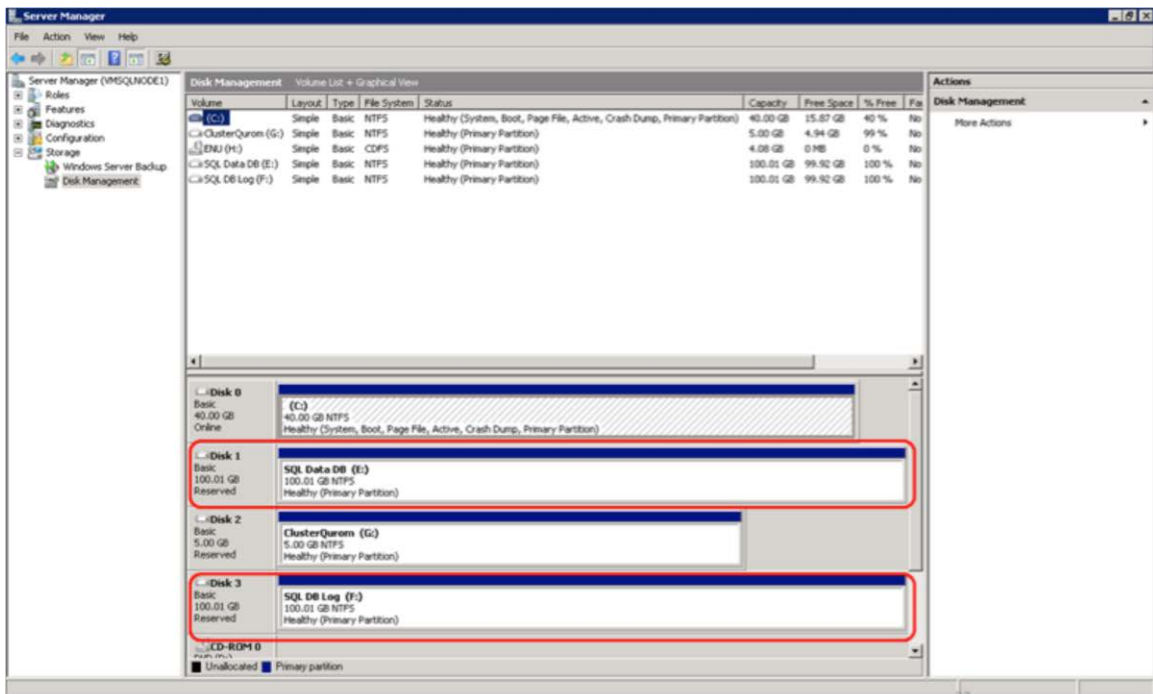 Server Manager
File Action View Help
Server Manager (VMSQLNODE1)
Roles
Features
Diagnostics
Configuration
Storage
Windows Server Backup
Disk Management
Disk Management Volume List + Graphical View
Volume Layout Type File System Status Capacity Free Space % Free Fau
(C:) Simple Basic NTFS Healthy (System, Boot, Page File, Active, Crash Dump, Primary Partition) 40.00 GB 15.87 GB 40 % No
ClusterQurom (G:) Simple Basic NTFS Healthy (Primary Partition) 5.00 GB 4.94 GB 99 % No
ENU (H:) Simple Basic CDFS Healthy (Primary Partition) 4.08 GB 0 MB 0 % No
SQL Data DB (E:) Simple Basic NTFS Healthy (Primary Partition) 100.01 GB 99.92 GB 100 % No
SQL DB Log (F:) Simple Basic NTFS Healthy (Primary Partition) 100.01 GB 99.92 GB 100 % No
Disk 0
Basic
40.00 GB
Online
(C:)
40.00 GB NTFS
Healthy (System, Boot, Page File, Active, Crash Dump, Primary Partition)
Disk 1
Basic
100.01 GB
Reserved
SQL Data DB (E:)
100.01 GB NTFS
Healthy (Primary Partition)
Disk 2
Basic
5.00 GB
Reserved
ClusterQurom (G:)
5.00 GB NTFS
Healthy (Primary Partition)
Disk 3
Basic
100.01 GB
Reserved
SQL DB Log (F:)
100.01 GB NTFS
Healthy (Primary Partition)
CD-ROM 0
Unallocated Primary partition
Actions
Disk Management
More Actions